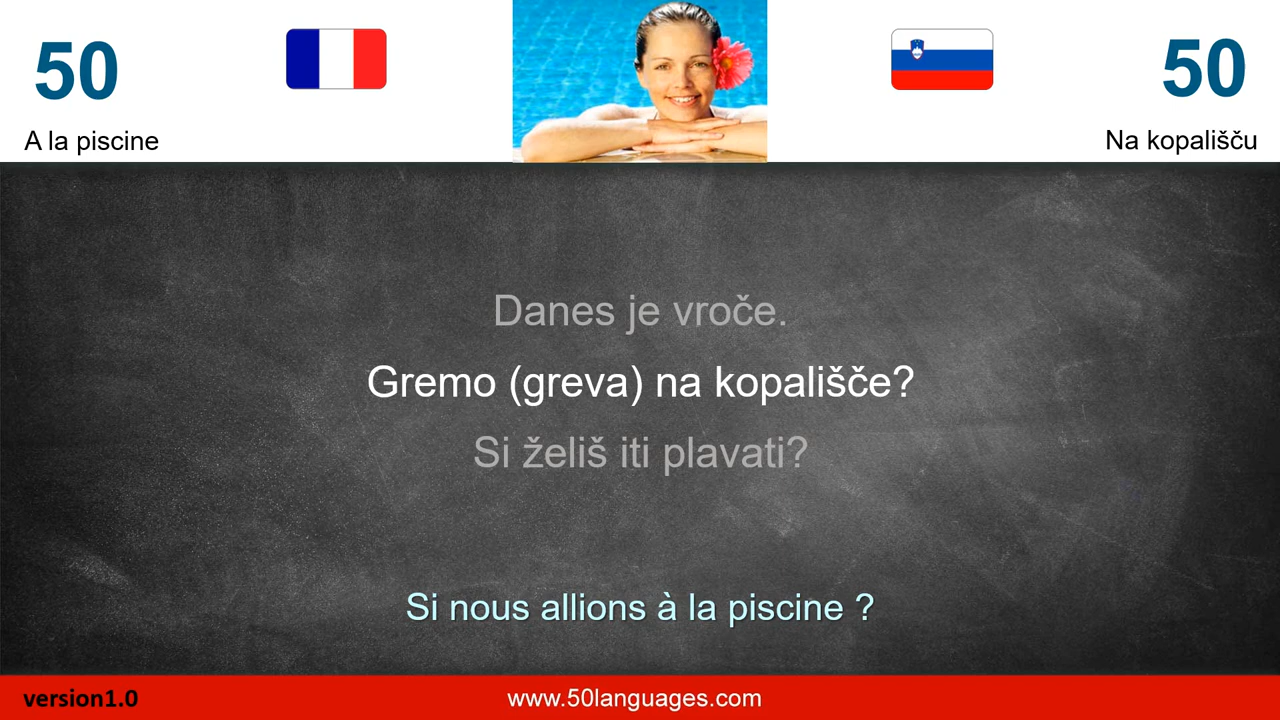 50
50
A la piscine
Na kopališču
Danes je vroče.
Gremo (greva) na kopališče?
Si želiš iti plavati?
Si nous allions à la piscine ?
version1.0
www.50languages.com